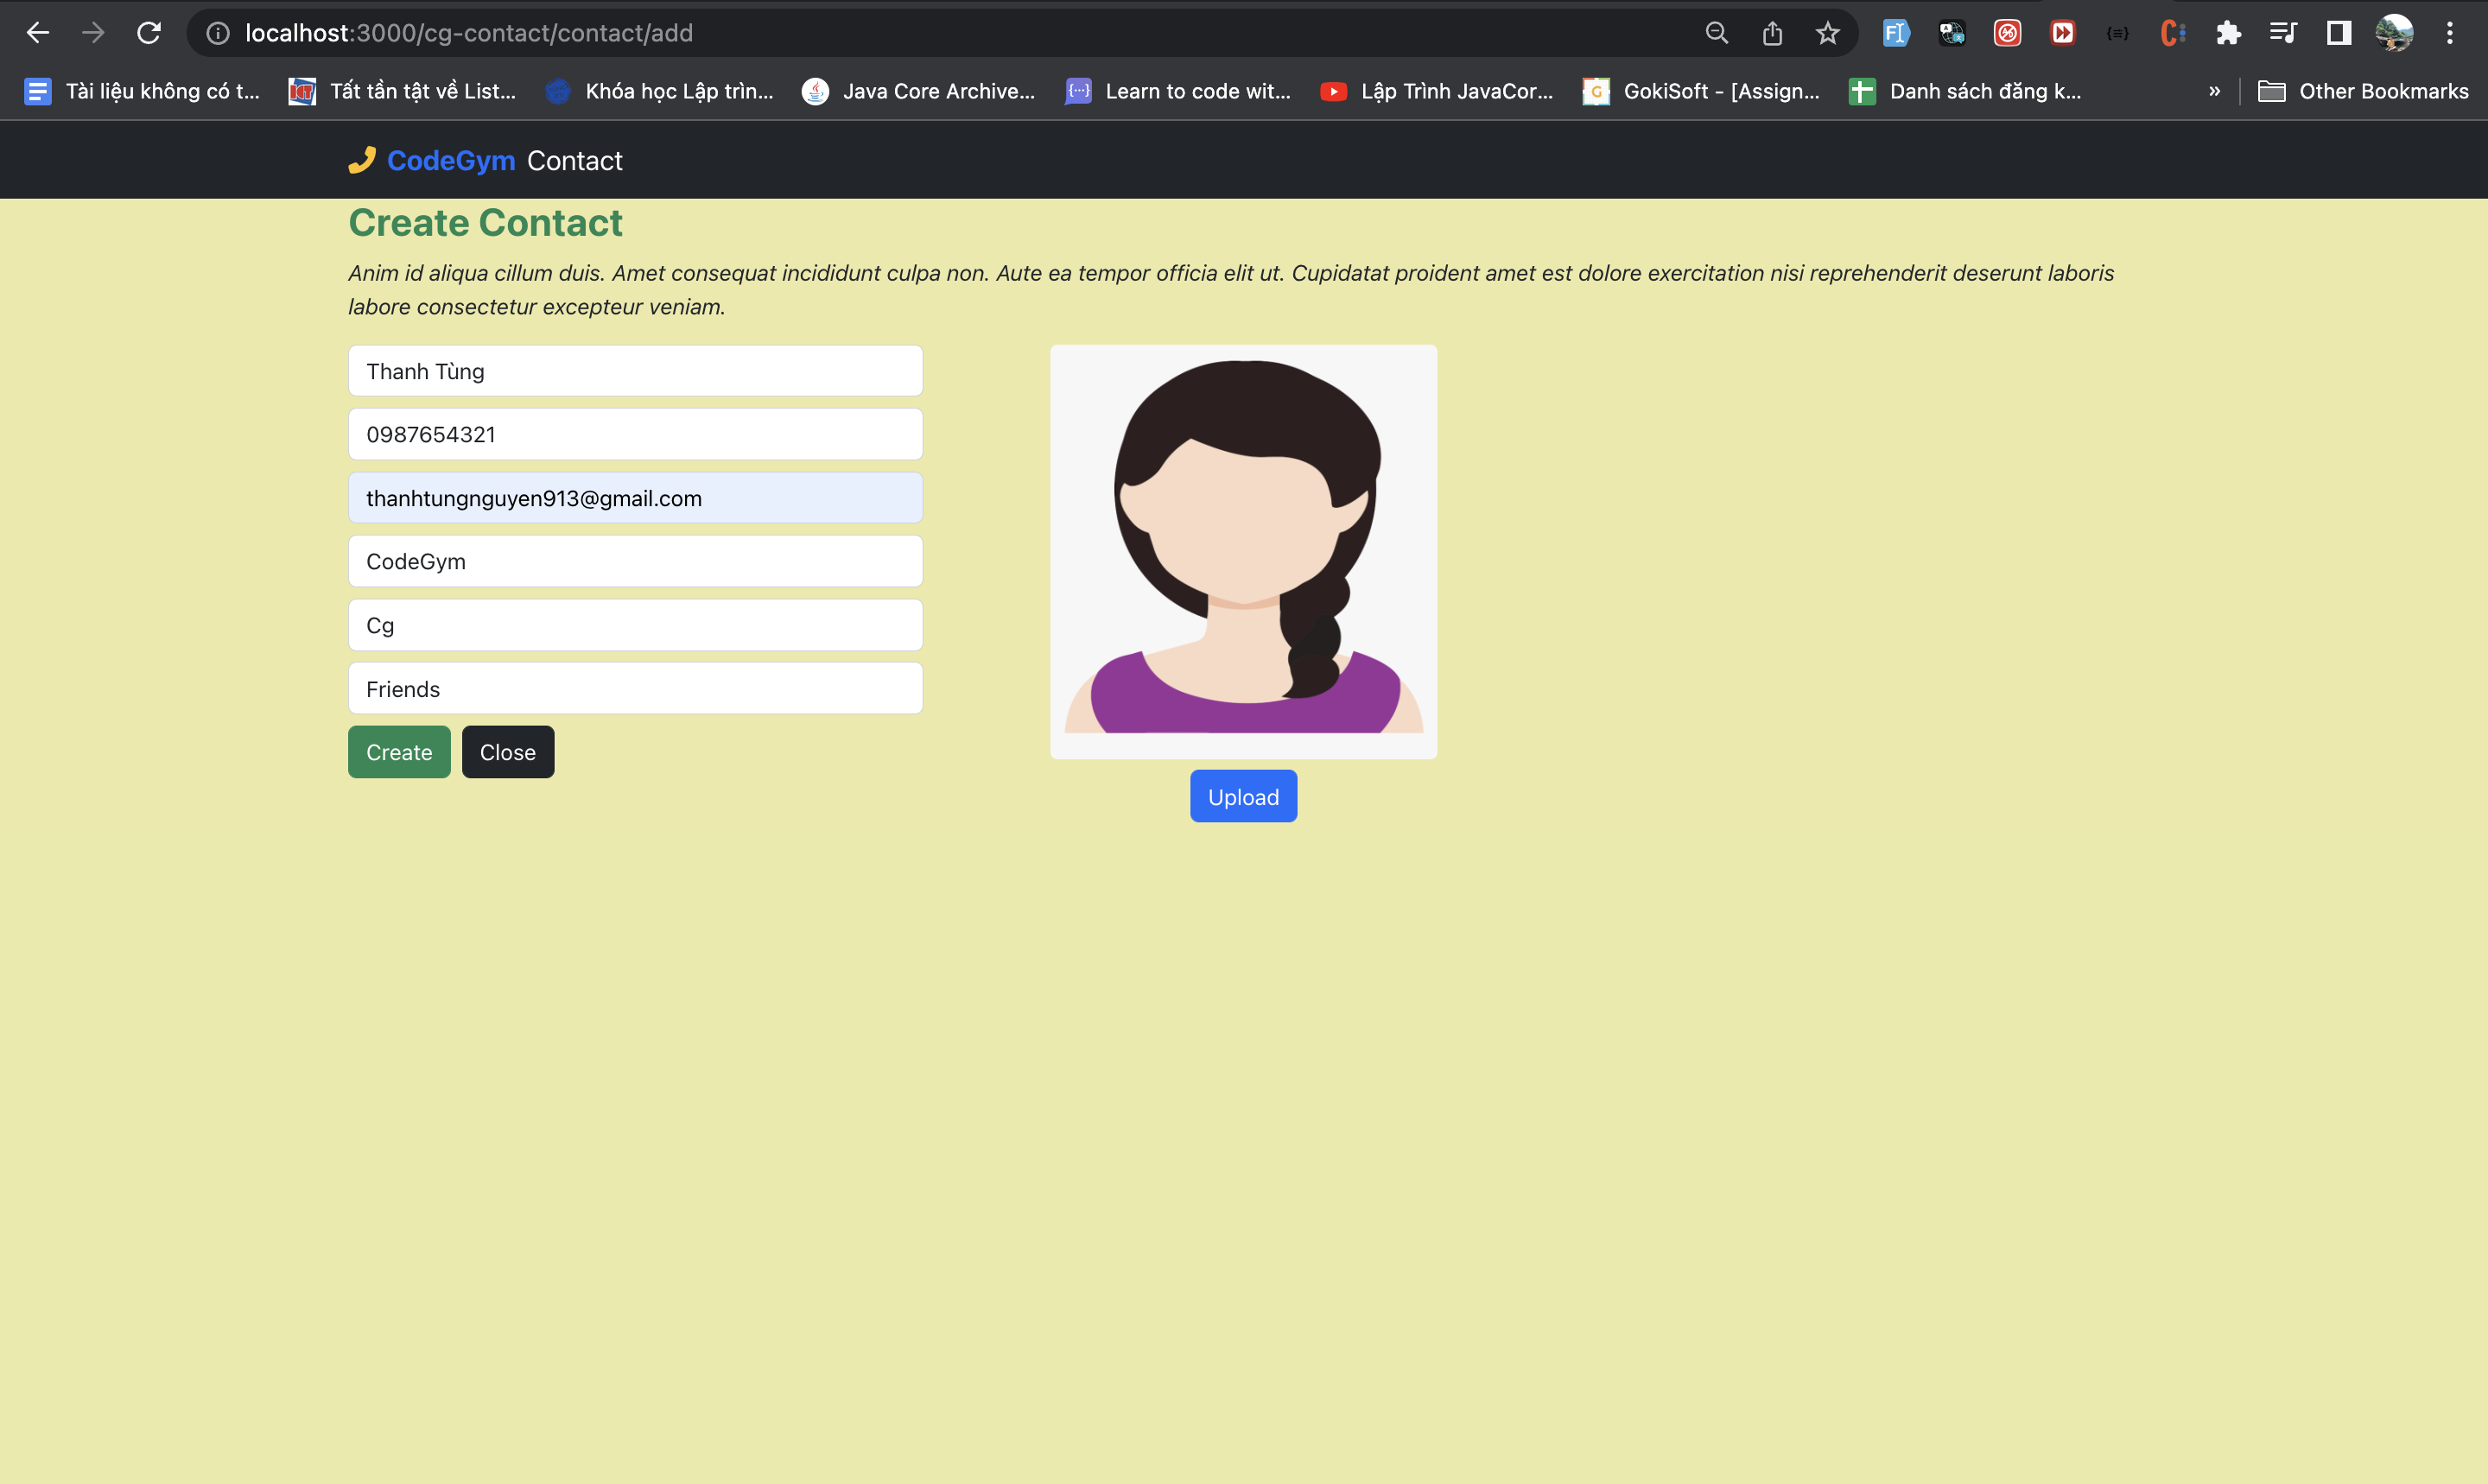 localhost:3000/cg-contact/contact/add
Tài liệu không có t... Tất tần tật về List... Khóa học Lập trìn... Java Core Archive... Learn to code wit... Lập Trình JavaCor... GokiSoft - [Assign... Danh sách đăng k... » Other Bookmarks
CodeGym Contact
Create Contact
Anim id aliqua cillum duis. Amet consequat incididunt culpa non. Aute ea tempor officia elit ut. Cupidatat proident amet est dolore exercitation nisi reprehenderit deserunt laboris
labore consectetur excepteur veniam.
Thanh Tùng
0987654321
thanhtungnguyen913@gmail.com
CodeGym
Cg
Friends
Create Close
Upload